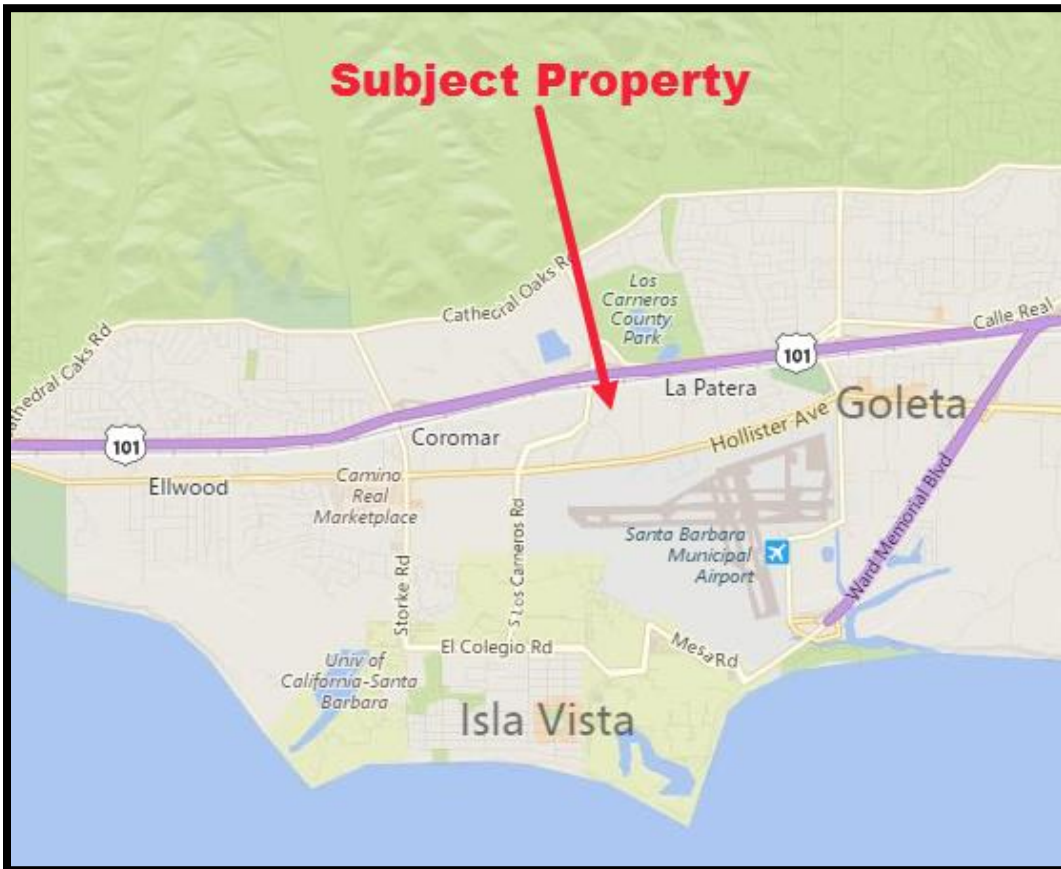 Subject Property
Los
Carneros
County
Park
Cathedral Oaks Rd
Calle Real
101
Cathedral Oaks Rd
La Patera
Goleta
Hollister Ave
Coromar
101
Ellwood
Camino
Real
Marketplace
S Los Carneros Rd
Santa Barbara
Municipal
Airport
Ward Memorial Blvd
Storke Rd
El Colegio Rd
Mesa Rd
Univ of
California-Santa
Barbara
Isla Vista